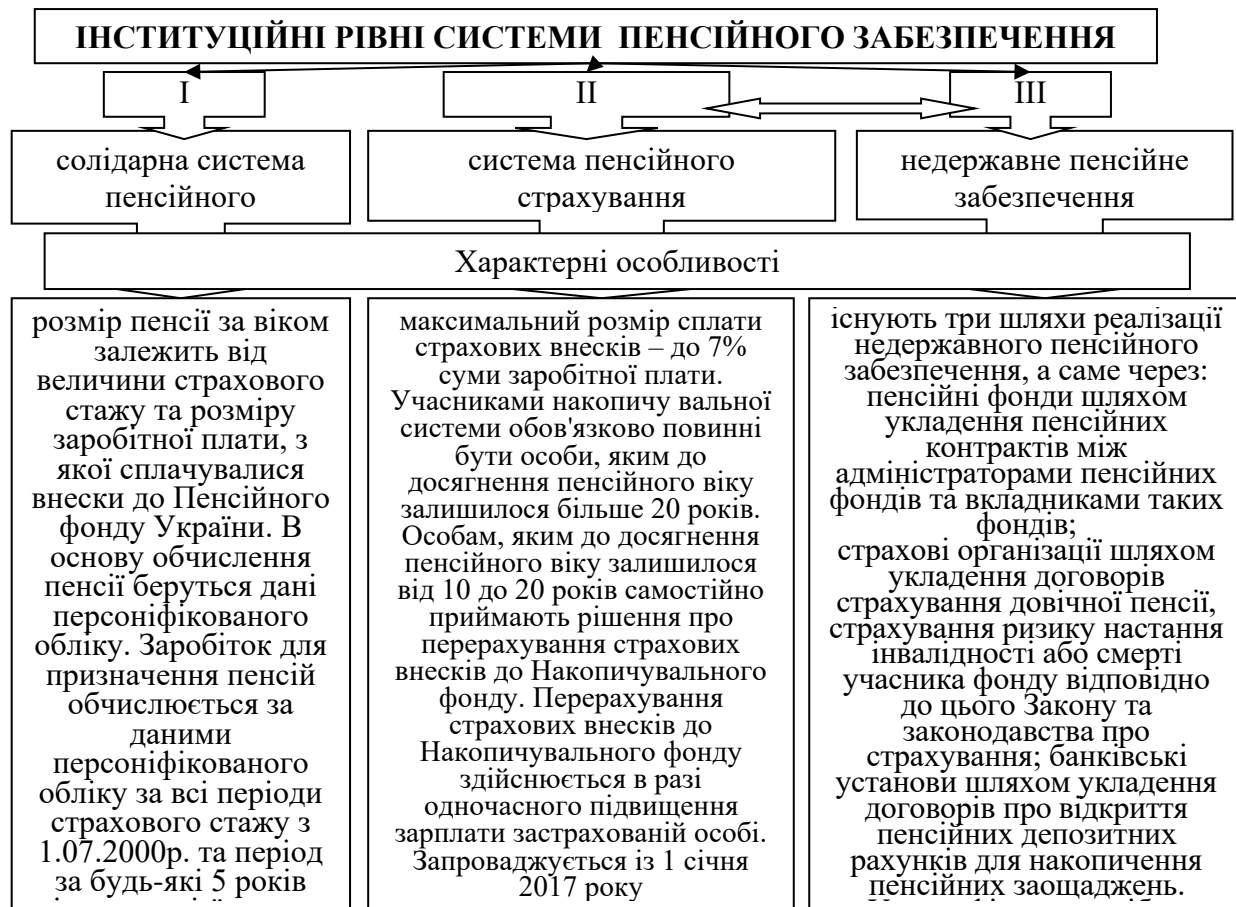 ІНСТИТУЦІЙНІ РІВНІ СИСТЕМИ ПЕНСІЙНОГО ЗАБЕЗПЕЧЕННЯ
I
II
III
солідарна система
пенсійного
система пенсійного
страхування
недержавне пенсійне
забезпечення
Характерні особливості
розмір пенсії за віком
залежить від
величини страхового
стажу та розміру
заробітної плати, з
якої сплачувалися
внески до Пенсійного
фонду України. В
основу обчислення
пенсії беруться дані
персоніфікованого
обліку. Заробіток для
призначення пенсій
обчислюється за
даними
персоніфікованого
обліку за всі періоди
страхового стажу з
1.07.2000р. та період
за будь-які 5 років
максимальний розмір сплати
страхових внесків – до 7%
суми заробітної плати.
Учасниками накопичу вальної
системи обов'язково повинні
бути особи, яким до
досягнення пенсійного віку
залишилося більше 20 років.
Особам, яким до досягнення
пенсійного віку залишилося
від 10 до 20 років самостійно
приймають рішення про
перерахування страхових
внесків до Накопичувального
фонду. Перерахування
страхових внесків до
Накопичувального фонду
здійснюється в разі
одночасного підвищення
зарплати застрахованій особі.
Запроваджується із 1 січня
2017 року
існують три шляхи реалізації
недержавного пенсійного
забезпечення, а саме через:
пенсійні фонди шляхом
укладення пенсійних
контрактів між
адміністраторами пенсійних
фондів та вкладниками таких
фондів;
страхові організації шляхом
укладення договорів
страхування довічної пенсії,
страхування ризику настання
інвалідності або смерті
учасника фонду відповідно
до цього Закону та
законодавства про
страхування; банківські
установи шляхом укладення
договорів про відкриття
пенсійних депозитних
рахунків для накопичення
пенсійних заощаджень.